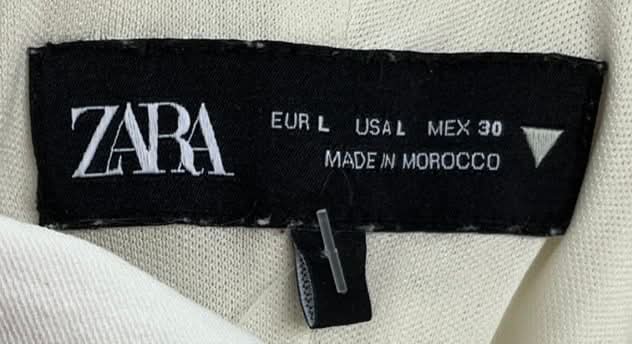 ZARA
EUR L USA L MEX 30
MADE IN MOROCCO